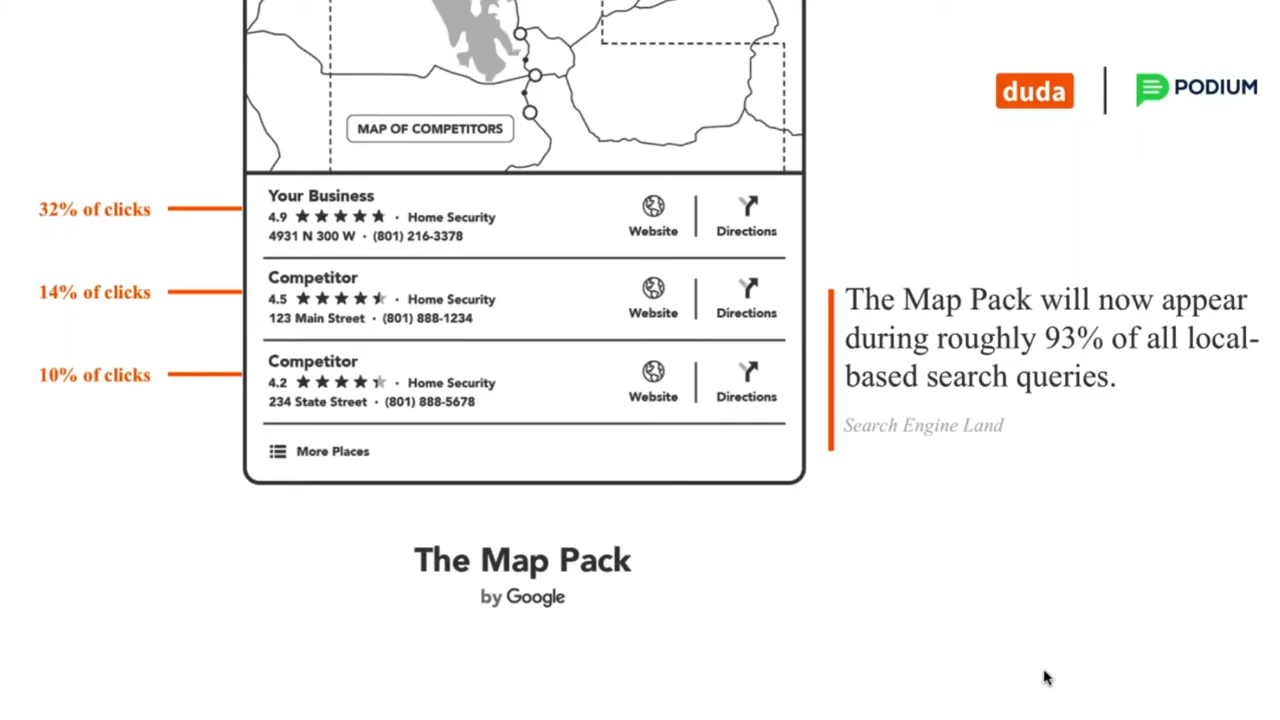 duda
PODIUM
MAP OF COMPETITORS
32% of clicks
Your Business
4.9 ★★★★★ · Home Security
4931 N 300 W · (801) 216-3378
Website
Directions
14% of clicks
Competitor
4.5 ★★★★★ · Home Security
123 Main Street · (801) 888-1234
Website
Directions
10% of clicks
Competitor
4.2 ★★★★★ · Home Security
234 State Street · (801) 888-5678
Website
Directions
More Places
The Map Pack will now appear
during roughly 93% of all local-
based search queries.
Search Engine Land
The Map Pack
by Google